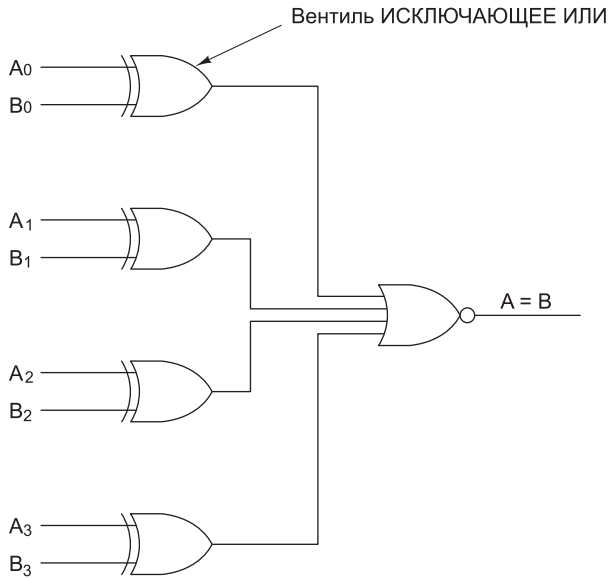 Вентиль ИСКЛЮЧАЮЩЕЕ ИЛИ
A0
B0
A1
B1
A = B
A2
B2
A3
B3